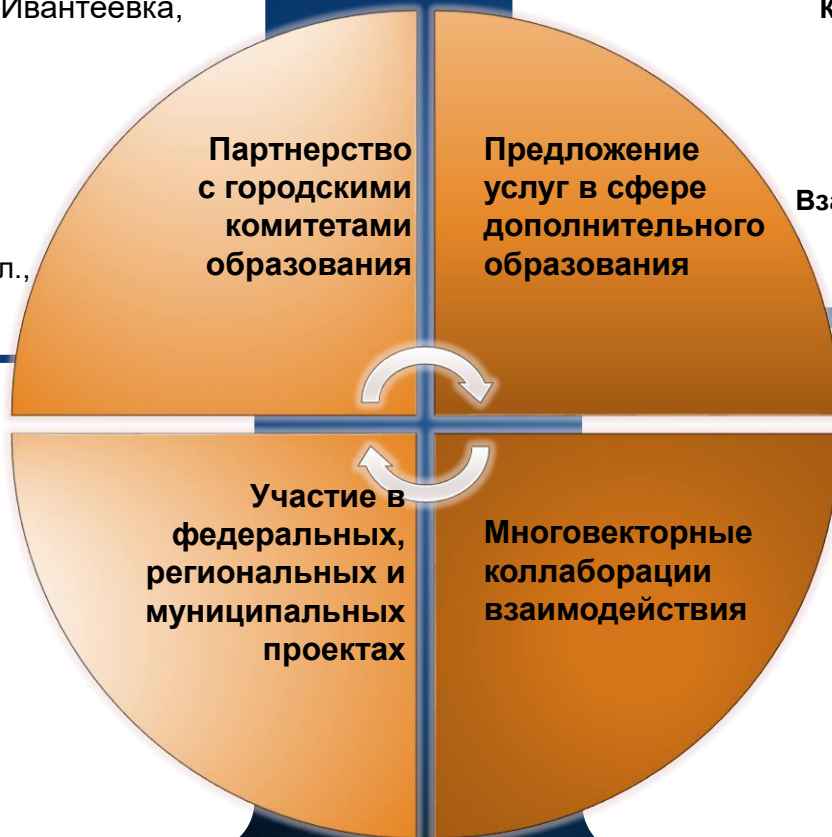 Ивантеевка,
Партнерство
с городскими
комитетами
образования
Предложение
услуг в сфере
дополнительного
образования
Участие в
федеральных,
региональных и
муниципальных
проектах
Многовекторные
коллаборации
взаимодействия